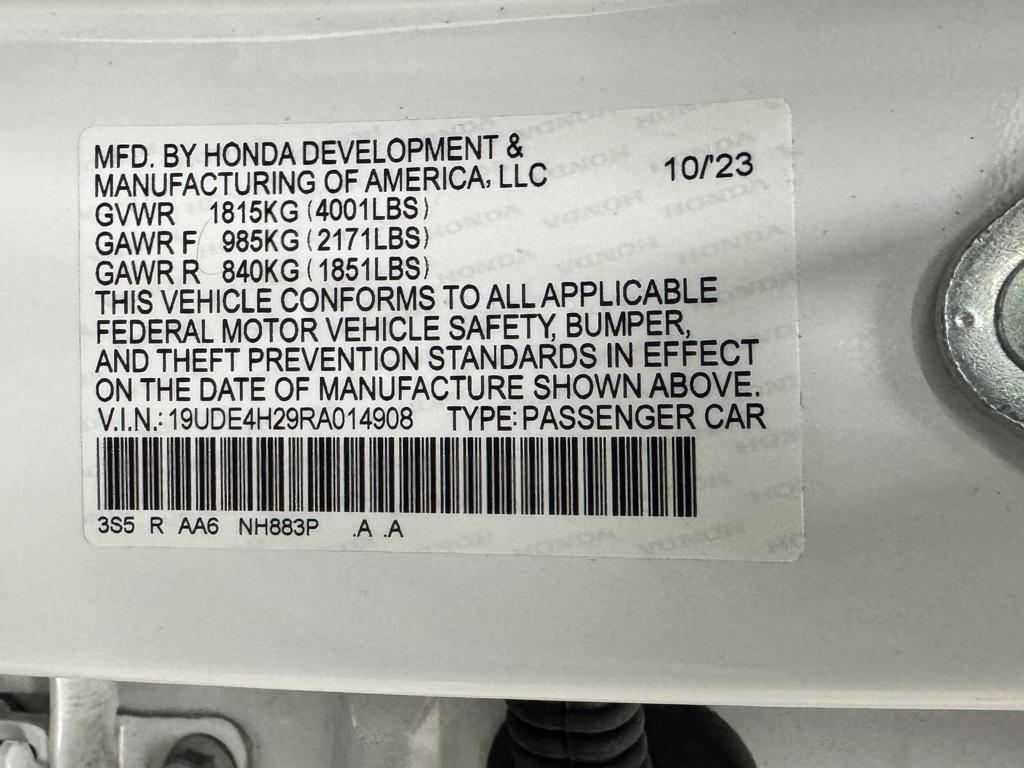 MFD. BY HONDA DEVELOPMENT &
MANUFACTURING OF AMERICA, LLC 10/'23
GVWR 1815KG (4001LBS)
GAWR F 985KG (2171LBS)
GAWR R 840KG (1851LBS)
THIS VEHICLE CONFORMS TO ALL APPLICABLE
FEDERAL MOTOR VEHICLE SAFETY, BUMPER,
AND THEFT PREVENTION STANDARDS IN EFFECT
ON THE DATE OF MANUFACTURE SHOWN ABOVE.
V.I.N.: 19UDE4H29RA014908 TYPE: PASSENGER CAR
3S5 R AA6 NH883P .A .A